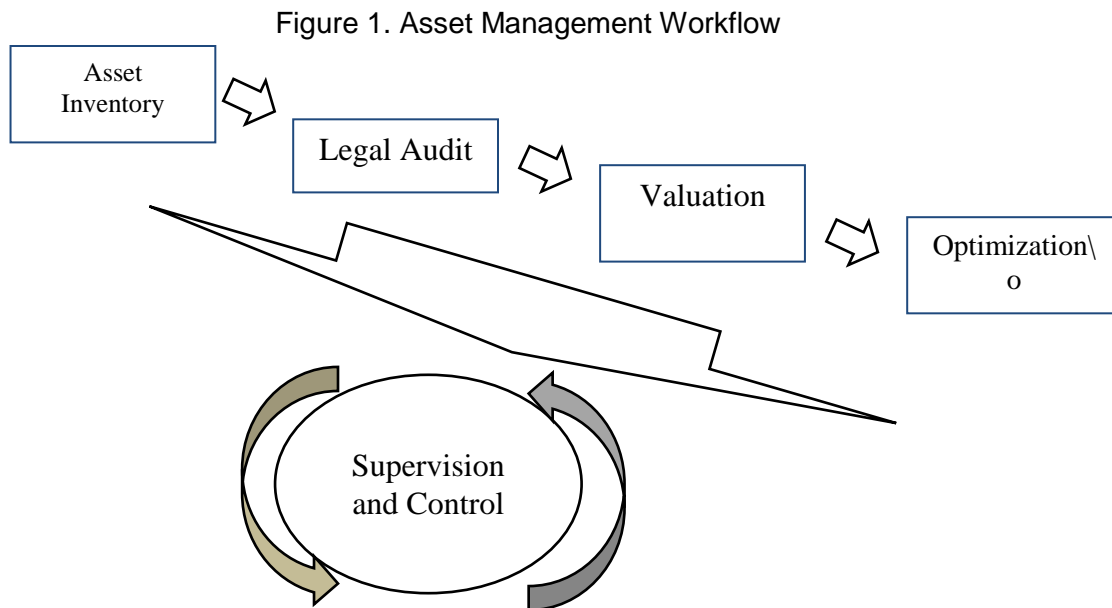 Figure 1. Asset Management Workflow
Asset
Inventory
Legal Audit
Valuation
Optimization\
o
Supervision
and Control